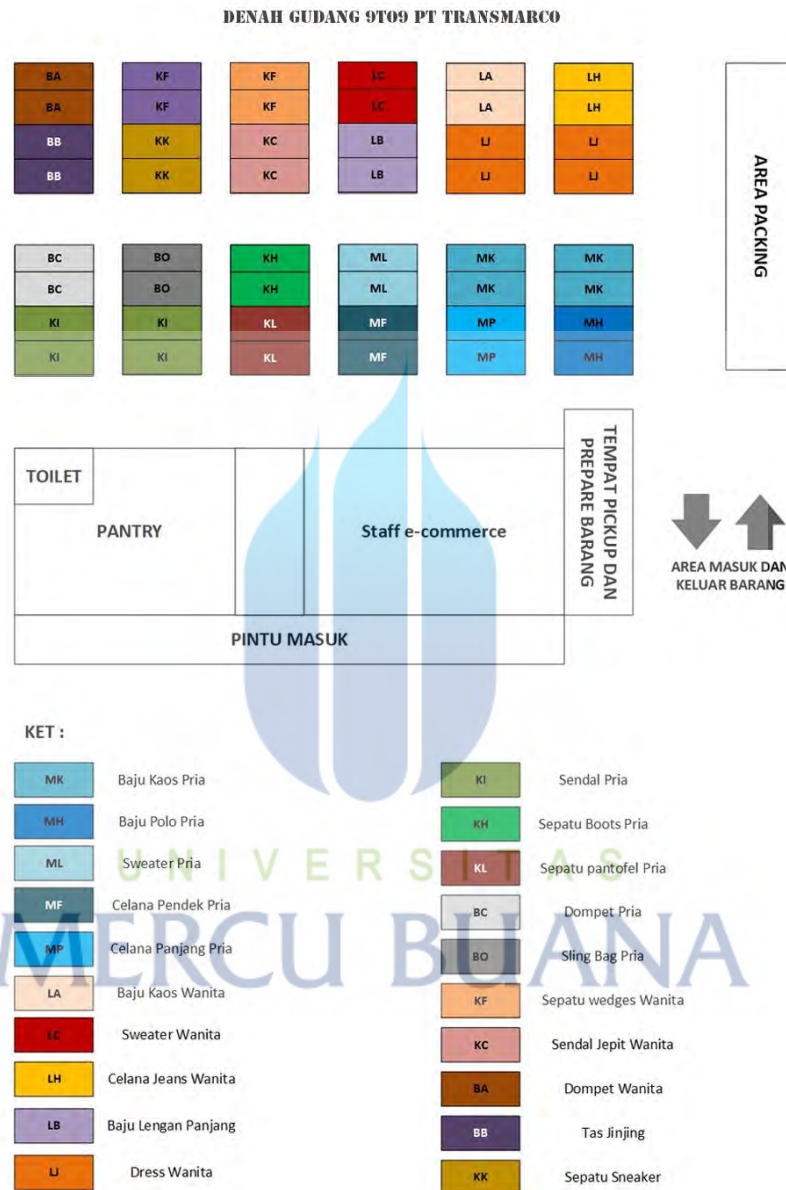 DENAH GUDANG 9T09 PT TRANSMARCO
BA KF KF LC LA LH
BA KF KF LC LA LH
BB KK KC LB LJ LJ
BB KK KC LB LJ LJ
AREA PACKING
BC BO KH ML MK MK
BC BO KH ML MK MK
KI KI KL MF MP MH
KI KI KL MF MP MH
TOILET
PANTRY
Staff e-commerce
TEMPAT PICKUP DAN
PREPARE BARANG
AREA MASUK DAN
KELUAR BARANG
PINTU MASUK
KET :
MK Baju Kaos Pria
MH Baju Polo Pria
ML Sweater Pria
MF Celana Pendek Pria
MP Celana Panjang Pria
LA Baju Kaos Wanita
LC Sweater Wanita
LH Celana Jeans Wanita
LB Baju Lengan Panjang
LJ Dress Wanita
KI Sendal Pria
KH Sepatu Boots Pria
KL Sepatu pantofel Pria
BC Dompet Pria
BO Sling Bag Pria
KF Sepatu wedges Wanita
KC Sendal Jepit Wanita
BA Dompet Wanita
BB Tas Jinjing
KK Sepatu Sneaker
UNIVERSITAS
MERCU BUANA